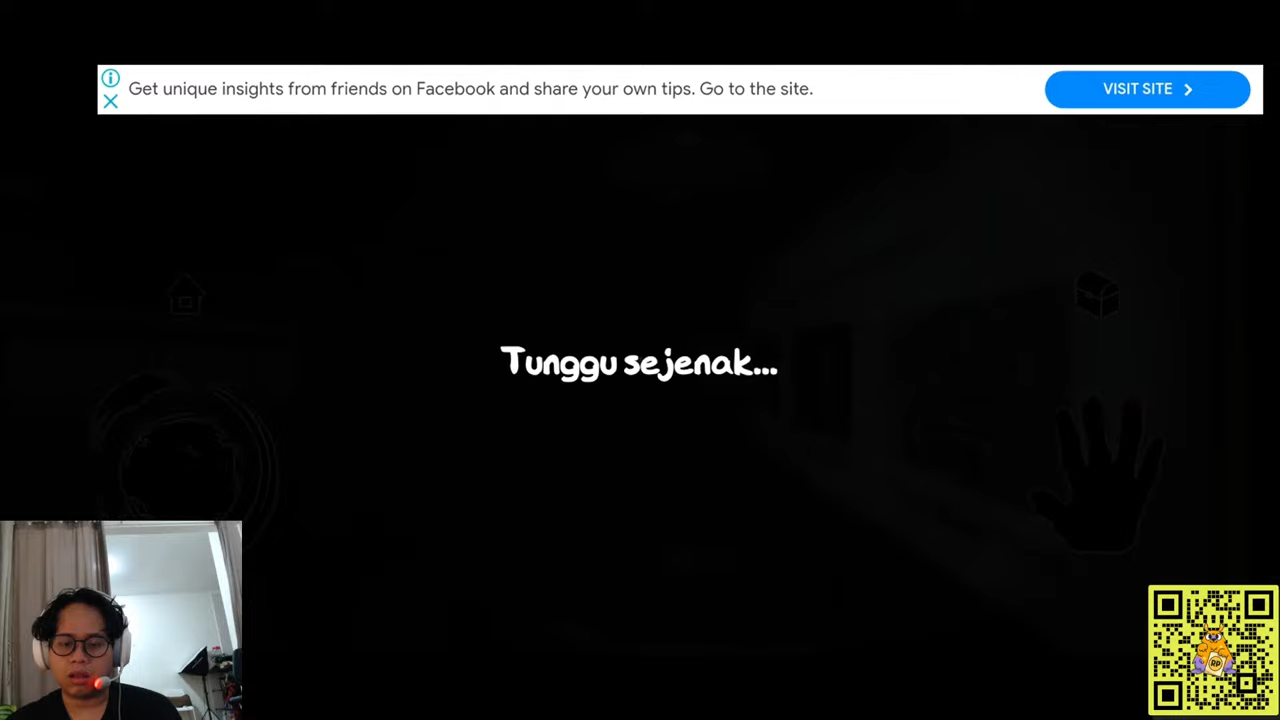 Get unique insights from friends on Facebook and share your own tips. Go to the site.
VISIT SITE
Tunggu sejenak...
RP